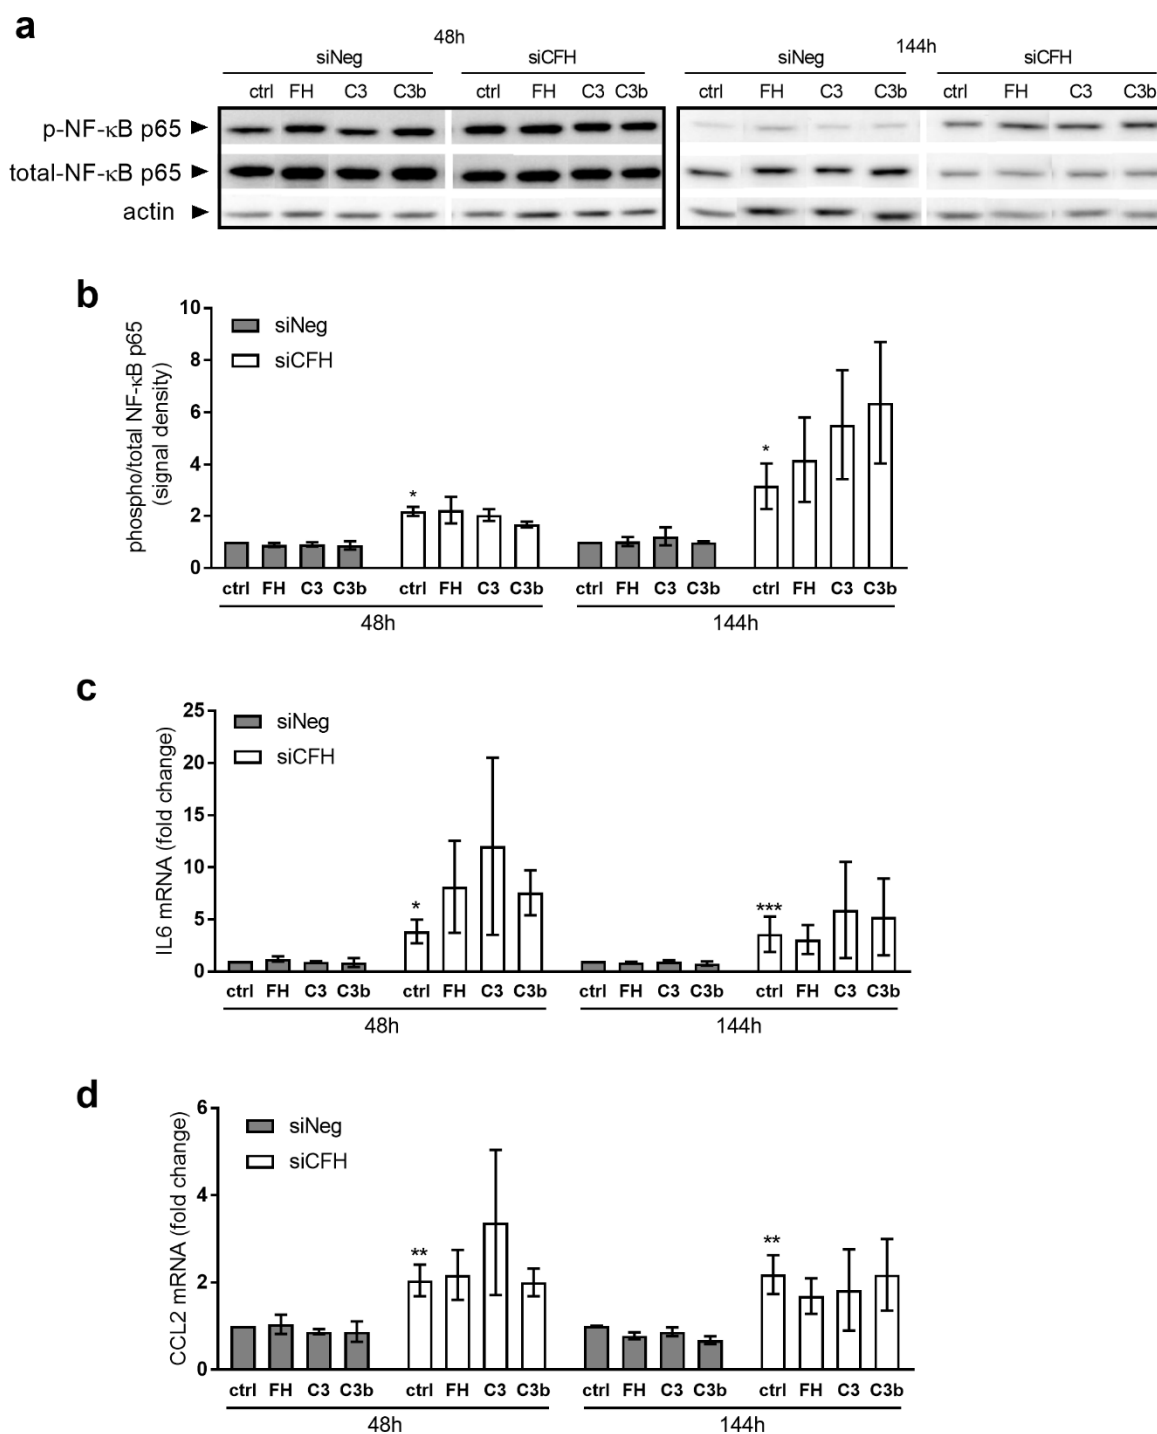 a
48h 144h
siNeg siCFH siNeg siCFH
ctrl FH C3 C3b ctrl FH C3 C3b ctrl FH C3 C3b ctrl FH C3 C3b
p-NF-κB p65
total-NF-κB p65
actin
b
phospho/total NF-κB p65
(signal density)
10
8
6
4
2
0
siNeg
siCFH
*
*
ctrl FH C3 C3b ctrl FH C3 C3b ctrl FH C3 C3b ctrl FH C3 C3b
48h 144h
c
IL6 mRNA (fold change)
25
20
15
10
5
0
siNeg
siCFH
*
***
ctrl FH C3 C3b ctrl FH C3 C3b ctrl FH C3 C3b ctrl FH C3 C3b
48h 144h
d
CCL2 mRNA (fold change)
6
4
2
0
siNeg
siCFH
**
**
ctrl FH C3 C3b ctrl FH C3 C3b ctrl FH C3 C3b ctrl FH C3 C3b
48h 144h